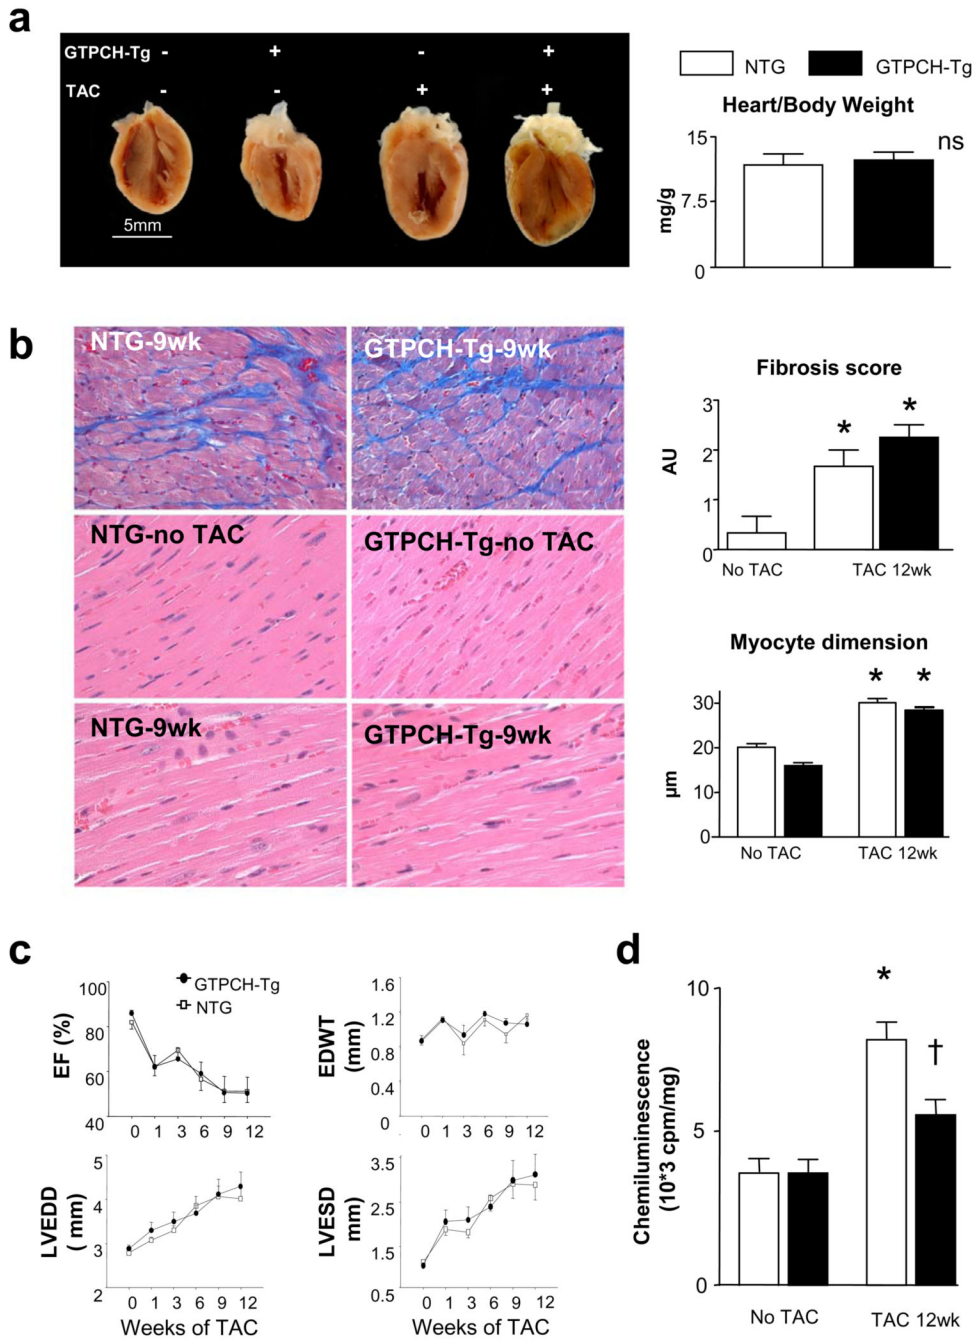 a
GTPCH-Tg - + - +
TAC - - + +
5mm
NTG GTPCH-Tg
Heart/Body Weight
15
7.5
0
mg/g
ns
b
NTG-9wk
GTPCH-Tg-9wk
NTG-no TAC
GTPCH-Tg-no TAC
NTG-9wk
GTPCH-Tg-9wk
Fibrosis score
3
2
1
0
AU
* *
No TAC TAC 12wk
Myocyte dimension
30
20
10
0
μm
* *
No TAC TAC 12wk
c
GTPCH-Tg
NTG
EF (%)
100
80
60
40
0 1 3 6 9 12
EDWT
(mm)
1.6
1.2
0.8
0.4
0
0 1 3 6 9 12
LVEDD
( mm)
5
4
3
2
0 1 3 6 9 12
Weeks of TAC
LVESD
(mm)
3.5
2.5
1.5
0.5
0 1 3 6 9 12
Weeks of TAC
d
Chemiluminescence
(10*3 cpm/mg)
10
5
0
* †
No TAC TAC 12wk